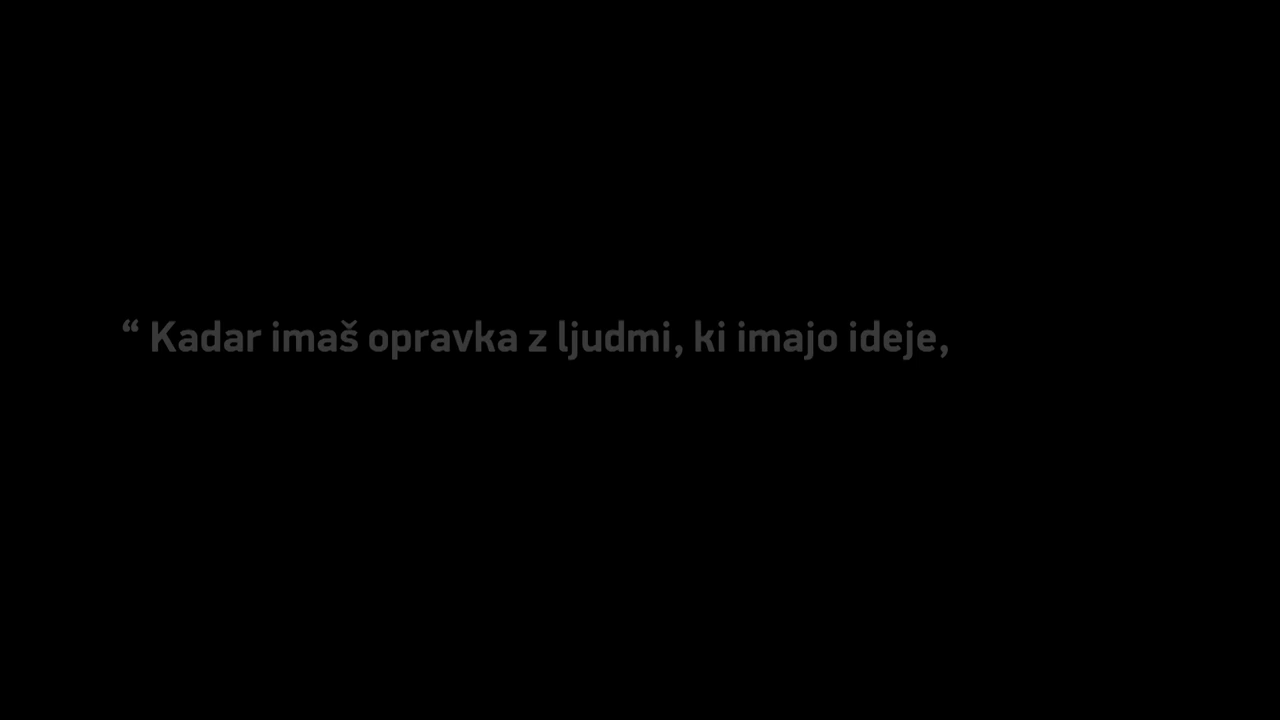 “ Kadar imaš opravka z ljudmi, ki imajo ideje,